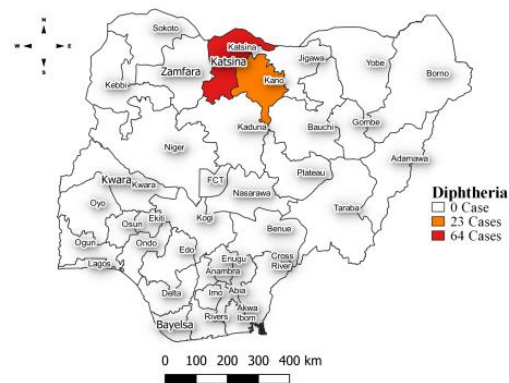 N
W E
S
Sokoto
Katsina
Katsina
Jigawa
Yobe
Borno
Zamfara
Kebbi
Kano
Kaduna
Bauchi
Gombe
Adamawa
Niger
Kwara
Kwara
FCT
Plateau
Nasarawa
Taraba
Oyo
Kogi
Ekiti
Osun
Benue
Ogun
Ondo
Edo
Lagos
Enugu
Anambra
Cross
River
Delta
Imo
Abia
Akwa
Ibom
Rivers
Bayelsa
Diphtheria
0 Case
23 Cases
64 Cases
0 100 200 300 400 km